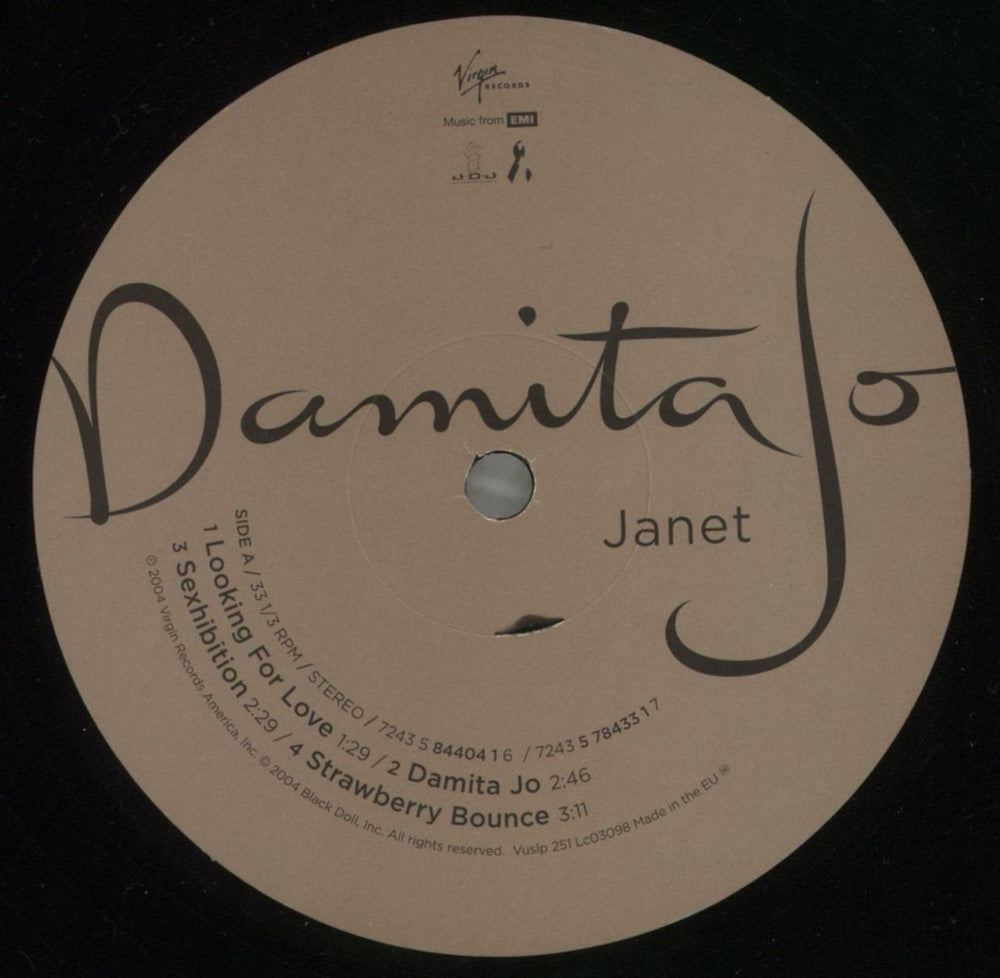 Virgin
RECORDS
Music from EMI
JDJ
Damita Jo
Janet
SIDE A / 33 1/3 RPM / STEREO / 7243 5 84404 1 6 / 7243 5 78433 1 7
1 Looking For Love 1:29 / 2 Damita Jo 2:46
3 Sexhibition 2:29 / 4 Strawberry Bounce 3:11
℗ 2004 Virgin Records America, Inc. © 2004 Black Doll, Inc. All rights reserved. Vuslp 251 Lc03098 Made in the EU